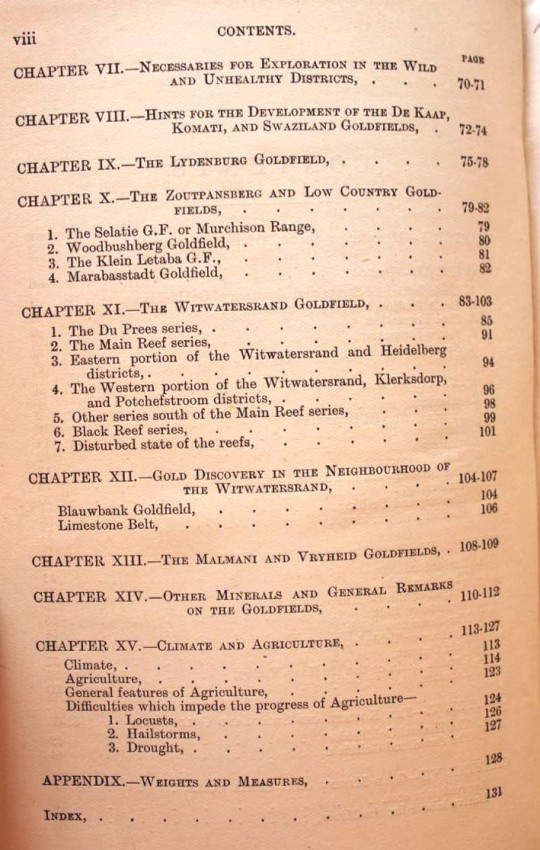 viii
CONTENTS.
PAGE
CHAPTER VII.—Necessaries for Exploration in the Wild
and Unhealthy Districts, . . . 70-71
CHAPTER VIII.—Hints for the Development of the De Kaap,
Komati, and Swaziland Goldfields, . 72-74
CHAPTER IX.—The Lydenburg Goldfield, . . . . 75-78
CHAPTER X.—The Zoutpansberg and Low Country Gold-
fields, . . . . . . . 79-82
1. The Selatie G.F. or Murchison Range, . . . . 79
2. Woodbushberg Goldfield, . . . . . . 80
3. The Klein Letaba G.F., . . . . . . 81
4. Marabasstadt Goldfield, . . . . . . 82
CHAPTER XI.—The Witwatersrand Goldfield, . . . 83-103
1. The Du Prees series, . . . . . . . 85
2. The Main Reef series, . . . . . . 91
3. Eastern portion of the Witwatersrand and Heidelberg
districts, . . . . . . . . . 94
4. The Western portion of the Witwatersrand, Klerksdorp,
and Potchefstroom districts, . . . . . 96
5. Other series south of the Main Reef series, . . . 98
6. Black Reef series, . . . . . . . 99
7. Disturbed state of the reefs, . . . . . 101
CHAPTER XII.—Gold Discovery in the Neighbourhood of
the Witwatersrand, . . . . 104-107
Blauwbank Goldfield, . . . . . . . 104
Limestone Belt, . . . . . . . . 106
CHAPTER XIII.—The Malmani and Vryheid Goldfields, . 108-109
CHAPTER XIV.—Other Minerals and General Remarks
on the Goldfields, . . . . 110-112
CHAPTER XV.—Climate and Agriculture, . . . . 113-127
Climate, . . . . . . . . . 113
Agriculture, . . . . . . . . 114
General features of Agriculture, . . . . . 123
Difficulties which impede the progress of Agriculture—
1. Locusts, . . . . . . . . 124
2. Hailstorms, . . . . . . . 126
3. Drought, . . . . . . . . 127
APPENDIX.—Weights and Measures, . . . . . 128
Index, . . . . . . . . . . 131